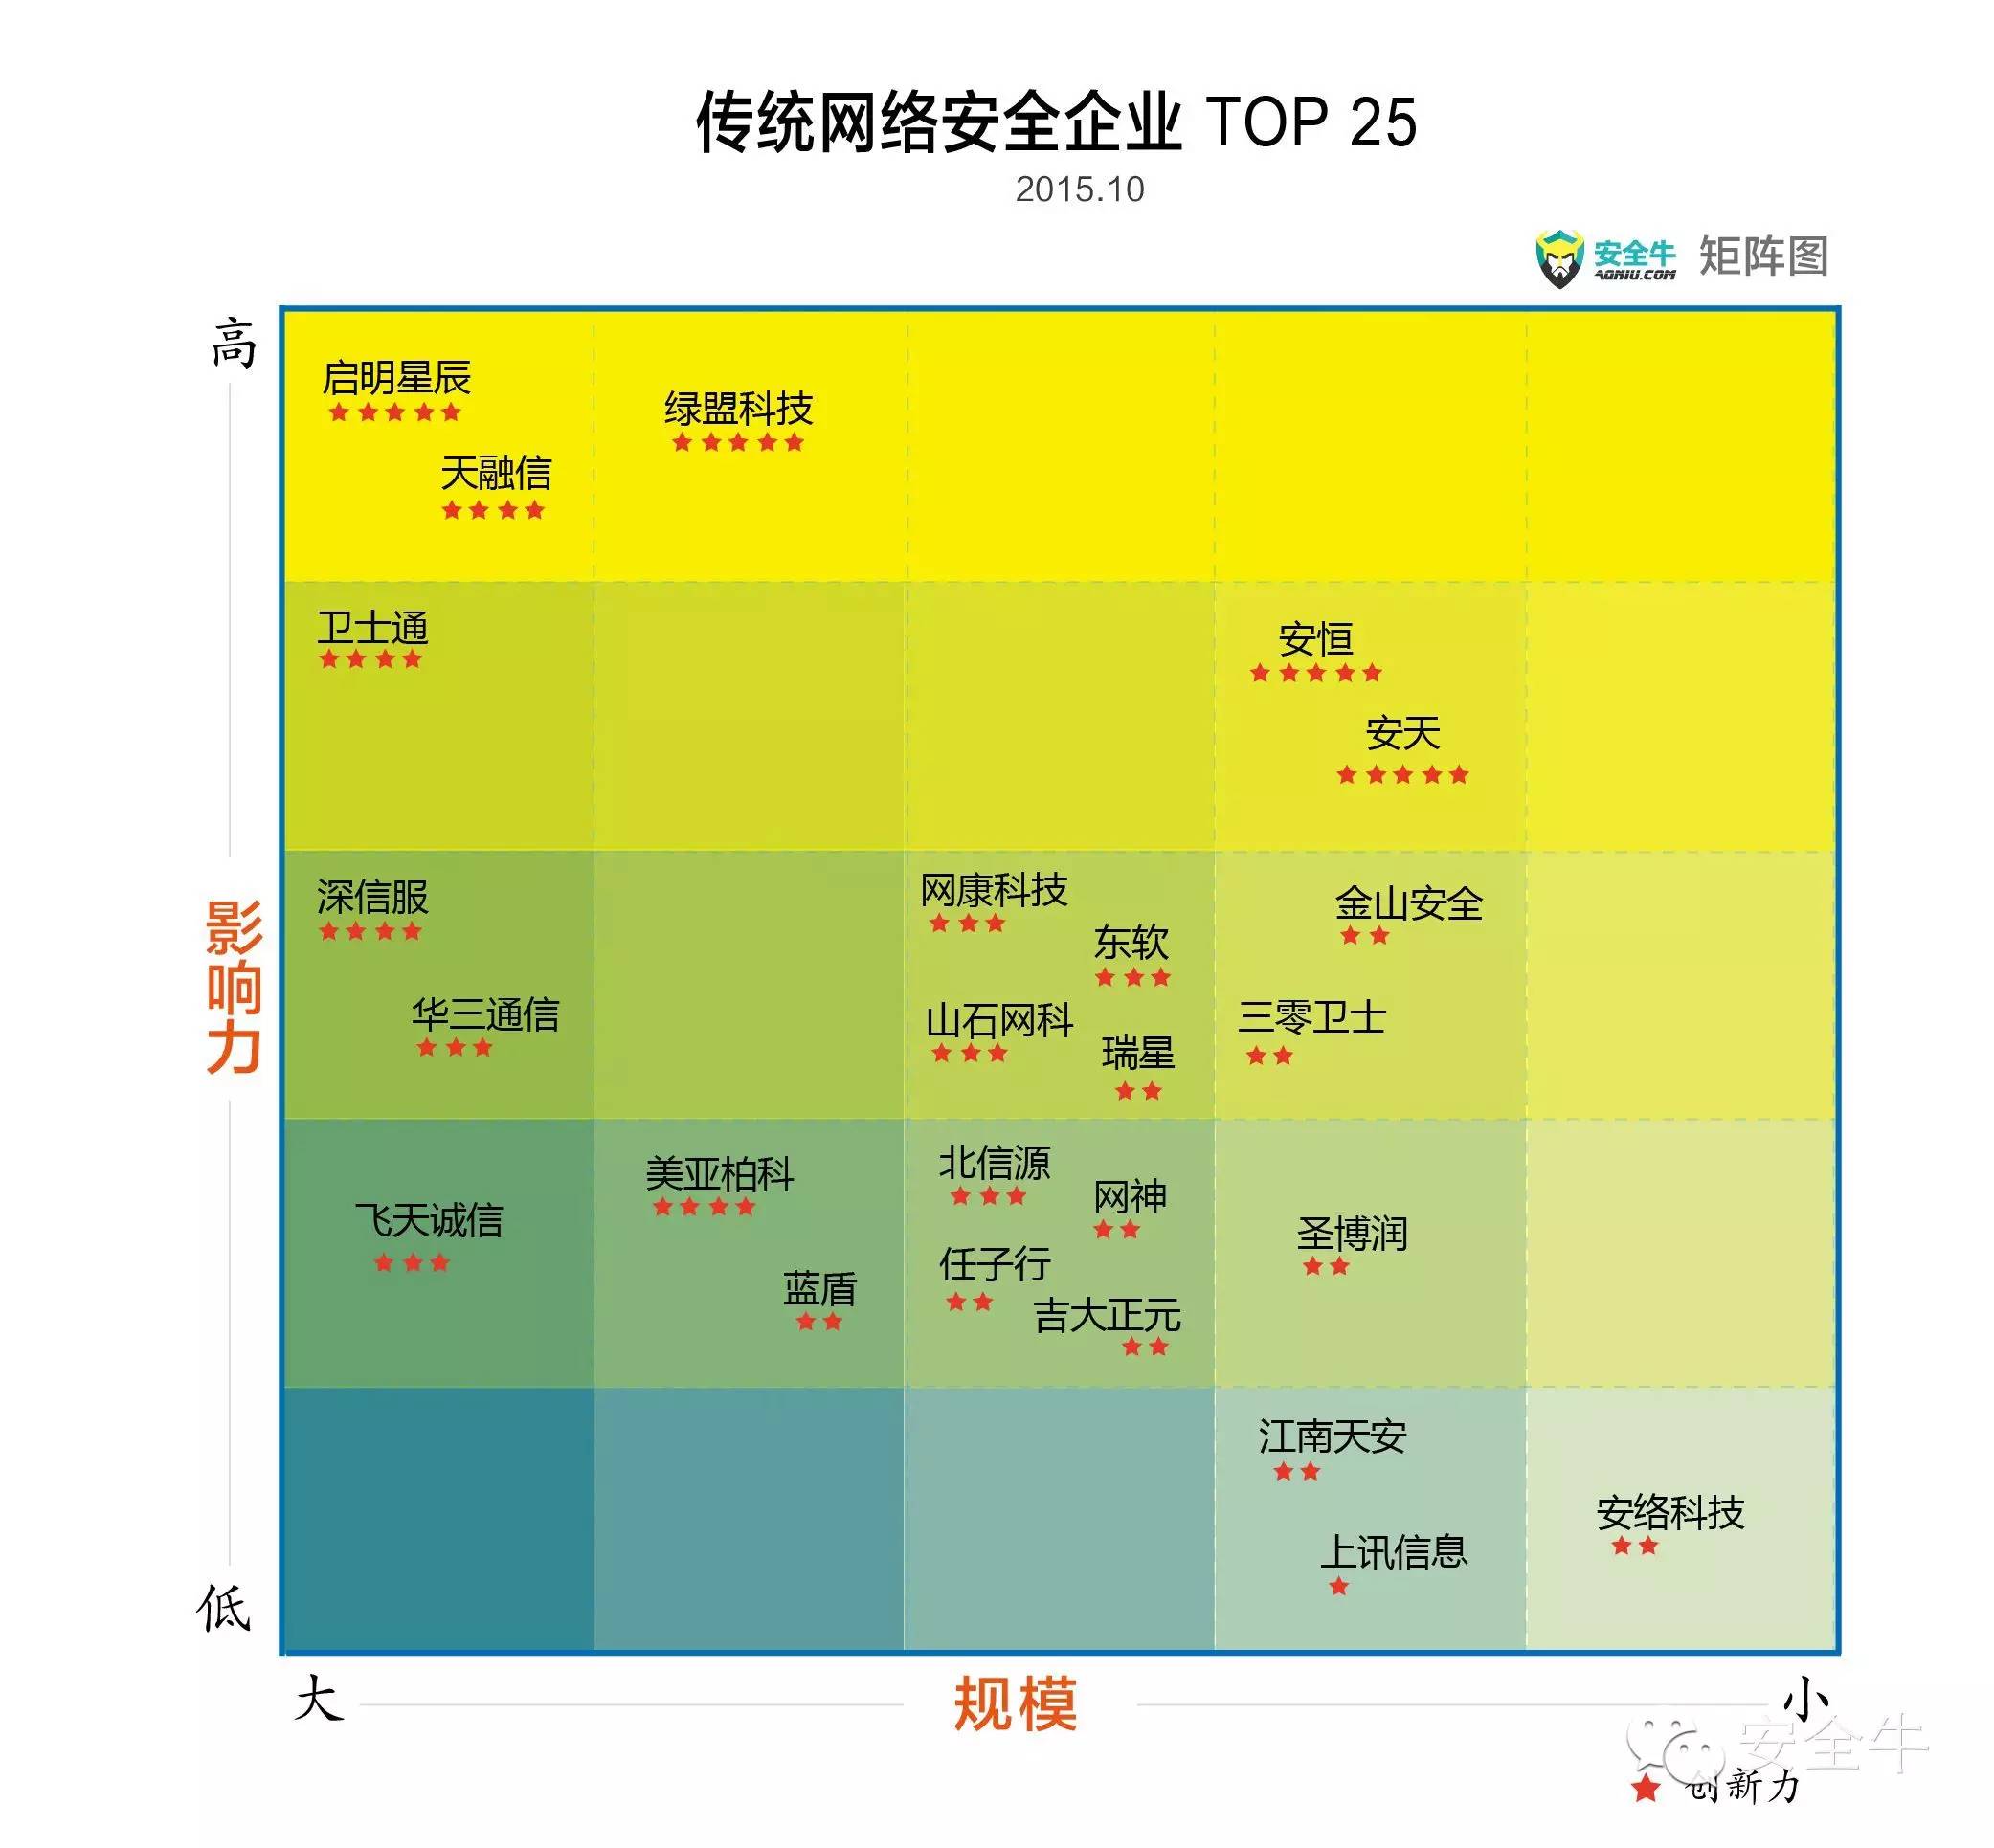 传统网络安全企业 TOP 25
2015.10
安全牛 矩阵图
AQNIU.COM
高
启明星辰
绿盟科技
天融信
卫士通
安恒
安天
影响力
深信服
网康科技
金山安全
东软
华三通信
山石网科
三零卫士
瑞星
美亚柏科
北信源
网神
飞天诚信
圣博润
任子行
蓝盾
吉大正元
江南天安
安络科技
上讯信息
低
大
规模
小
安全牛
创新力